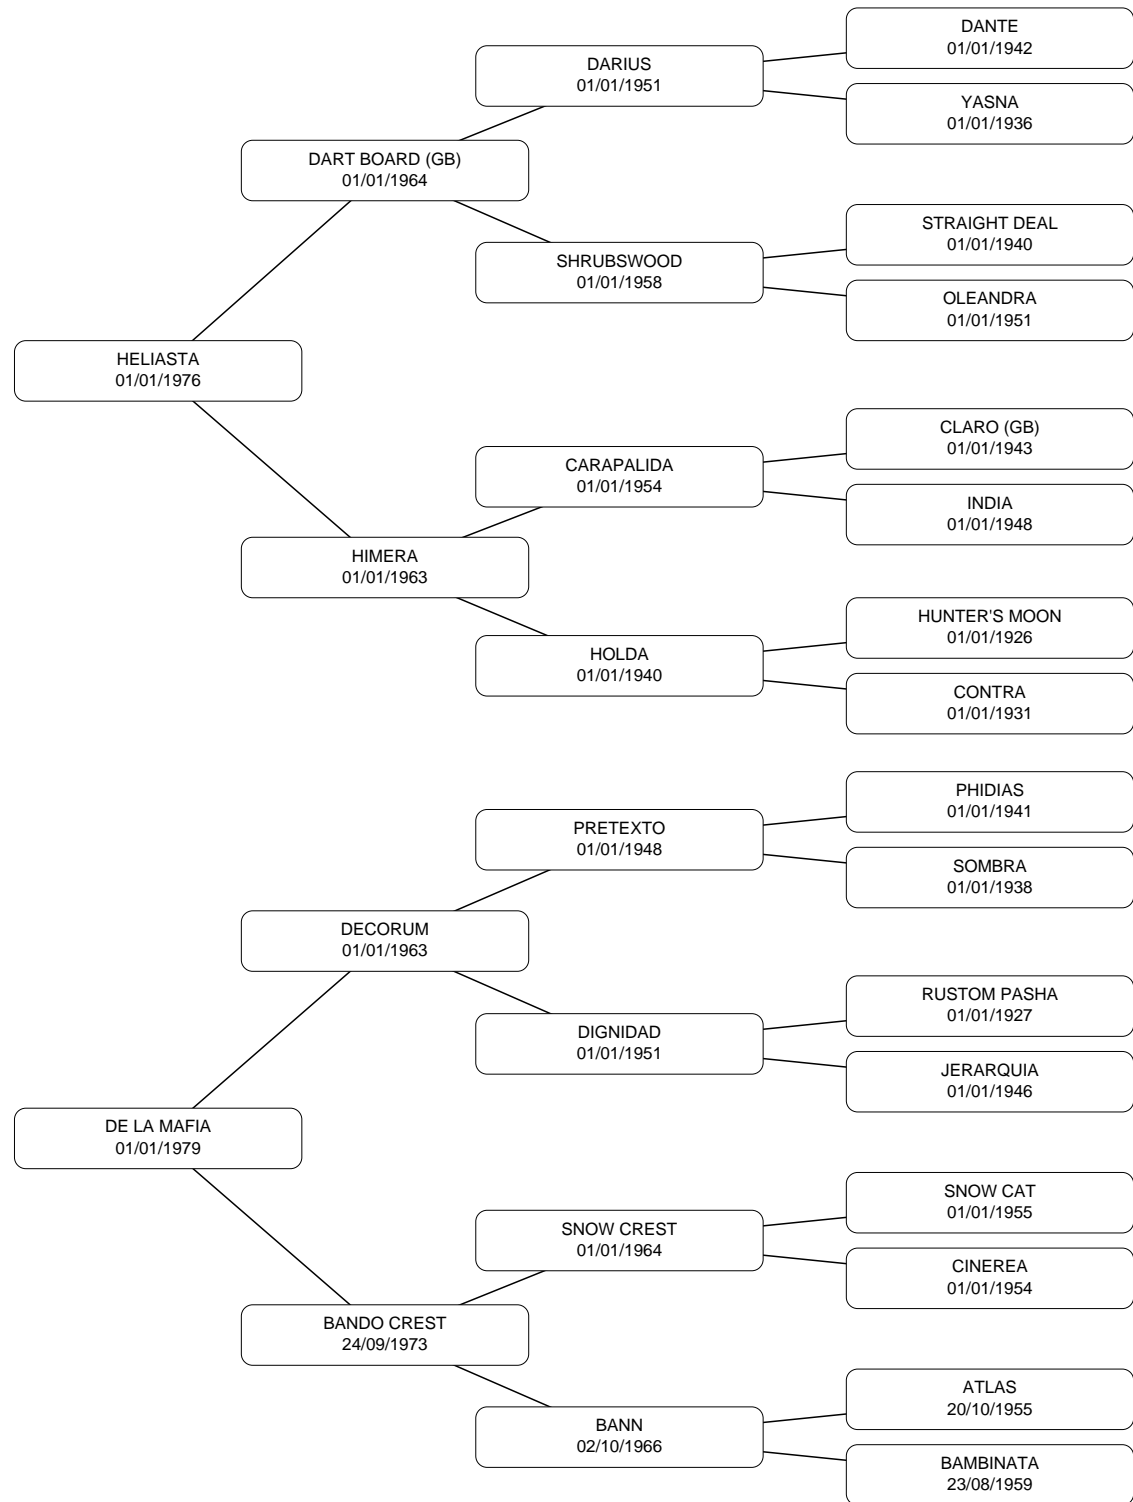 DANTE
01/01/1942
DARIUS
01/01/1951
YASNA
01/01/1936
DART BOARD (GB)
01/01/1964
STRAIGHT DEAL
01/01/1940
SHRUBSWOOD
01/01/1958
OLEANDRA
01/01/1951
HELIASTA
01/01/1976
CLARO (GB)
01/01/1943
CARAPALIDA
01/01/1954
INDIA
01/01/1948
HIMERA
01/01/1963
HUNTER'S MOON
01/01/1926
HOLDA
01/01/1940
CONTRA
01/01/1931
PHIDIAS
01/01/1941
PRETEXTO
01/01/1948
SOMBRA
01/01/1938
DECORUM
01/01/1963
RUSTOM PASHA
01/01/1927
DIGNIDAD
01/01/1951
JERARQUIA
01/01/1946
DE LA MAFIA
01/01/1979
SNOW CAT
01/01/1955
SNOW CREST
01/01/1964
CINEREA
01/01/1954
BANDO CREST
24/09/1973
ATLAS
20/10/1955
BANN
02/10/1966
BAMBINATA
23/08/1959